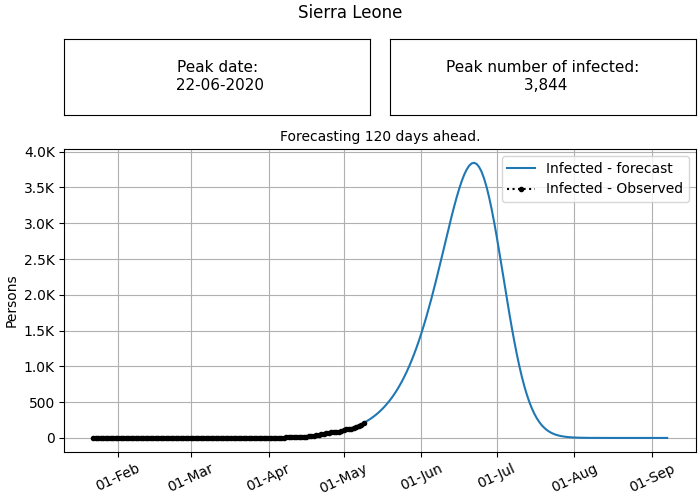 Sierra Leone
Peak date:
22-06-2020
Peak number of infected:
3,844
Forecasting 120 days ahead.
4.0K
3.5K
3.0K
2.5K
2.0K
1.5K
1.0K
500
0
Persons
Infected - forecast
Infected - Observed
01-Feb
01-Mar
01-Apr
01-May
01-Jun
01-Jul
01-Aug
01-Sep